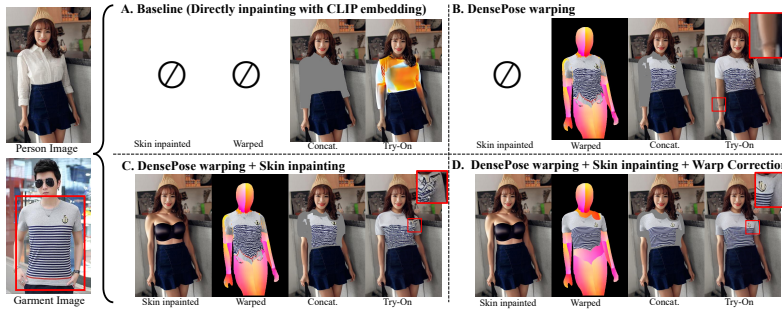 A. Baseline (Directly inpainting with CLIP embedding)
Skin inpainted
Warped
Concat.
Try-On
B. DensePose warping
Skin inpainted
Warped
Concat.
Try-On
Person Image
C. DensePose warping + Skin inpainting
Skin inpainted
Warped
Concat.
Try-On
D. DensePose warping + Skin inpainting + Warp Correction
Skin inpainted
Warped
Concat.
Try-On
Garment Image